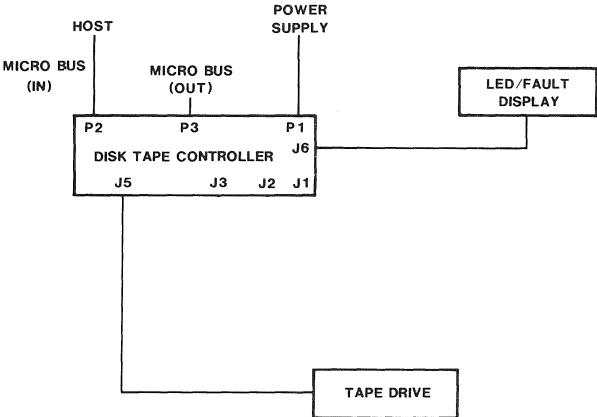 HOST
POWER
SUPPLY
MICRO BUS
(IN)
MICRO BUS
(OUT)
LED/FAULT
DISPLAY
P2 P3 P1
J6
DISK TAPE CONTROLLER
J5 J3 J2 J1
TAPE DRIVE